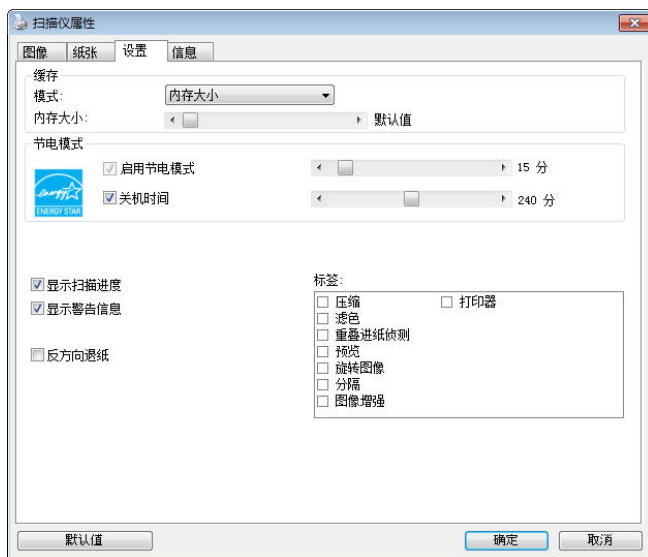 扫描仪属性
图像 纸张 设置 信息
缓存
模式: 内存大小
内存大小: 默认值
节电模式
启用节电模式 15 分
关机时间 240 分
energy
ENERGY STAR
显示扫描进度
显示警告信息
反方向退纸
标签:
压缩 打印器
滤色
重叠进纸侦测
预览
旋转图像
分隔
图像增强
默认值 确定 取消